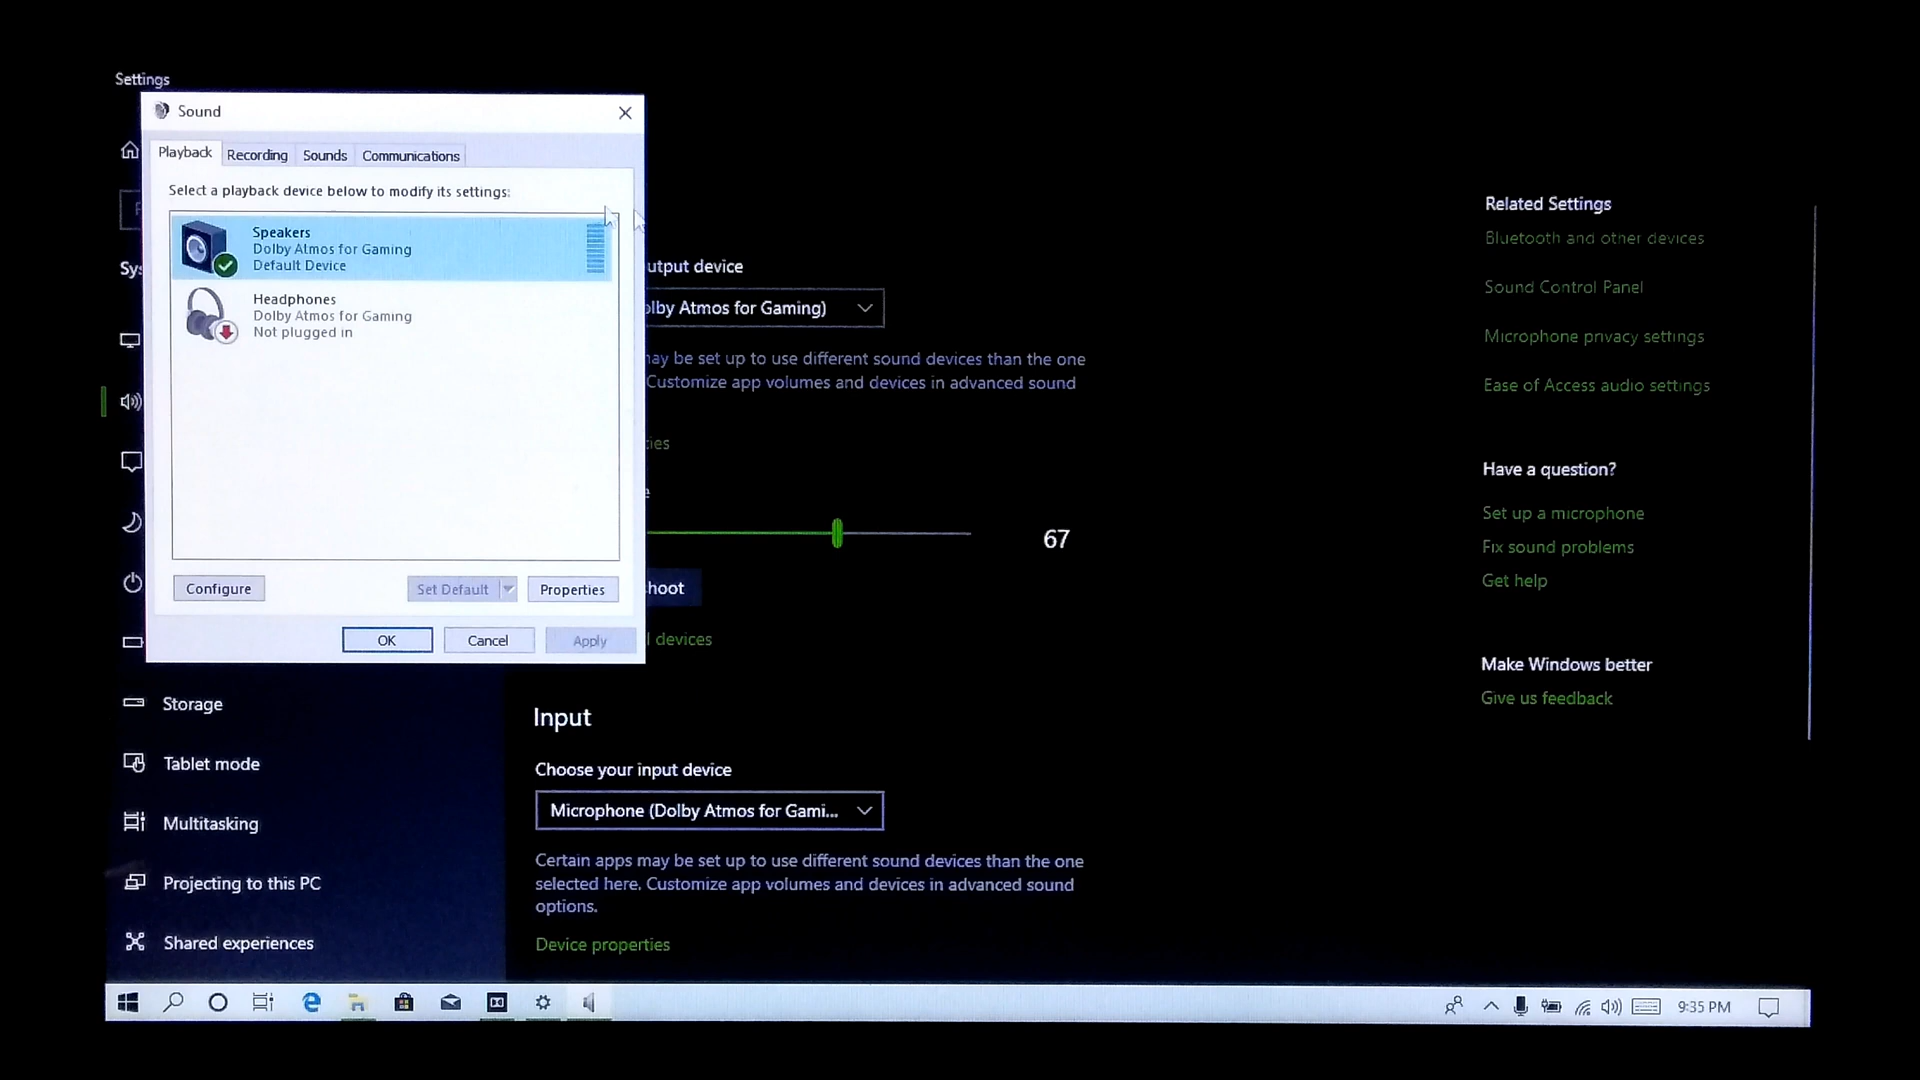 Settings
Sound
Playback
Recording
Sounds
Communications
Select a playback device below to modify its settings:
Speakers
Dolby Atmos for Gaming
Default Device
Headphones
Dolby Atmos for Gaming
Not plugged in
Configure
Set Default
Properties
OK
Cancel
Apply
Sys
utput device
olby Atmos for Gaming)
may be set up to use different sound devices than the one
Customize app volumes and devices in advanced sound
ties
e
67
hoot
l devices
Storage
Tablet mode
Multitasking
Projecting to this PC
Shared experiences
Input
Choose your input device
Microphone (Dolby Atmos for Gami...
Certain apps may be set up to use different sound devices than the one
selected here. Customize app volumes and devices in advanced sound
options.
Device properties
Related Settings
Bluetooth and other devices
Sound Control Panel
Microphone privacy settings
Ease of Access audio settings
Have a question?
Set up a microphone
Fix sound problems
Get help
Make Windows better
Give us feedback
9:35 PM